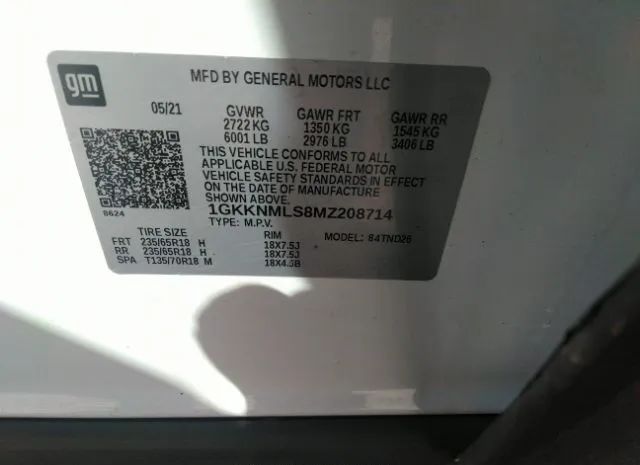 gm
MFD BY GENERAL MOTORS LLC
05/21 GVWR GAWR FRT GAWR RR
2722 KG 1350 KG 1545 KG
6001 LB 2976 LB 3406 LB
THIS VEHICLE CONFORMS TO ALL
APPLICABLE U.S. FEDERAL MOTOR
VEHICLE SAFETY STANDARDS IN
EFFECT ON THE DATE OF MANUFACTURE
SHOWN ABOVE.
8624
1GKKNMLS8MZ208714
TYPE: M.P.V.
MODEL: 84TND26
TIRE SIZE RIM
FRT 235/65R18 H 18X7.5J
RR 235/65R18 H 18X7.5J
SPA T135/70R18 M 18X4.5B